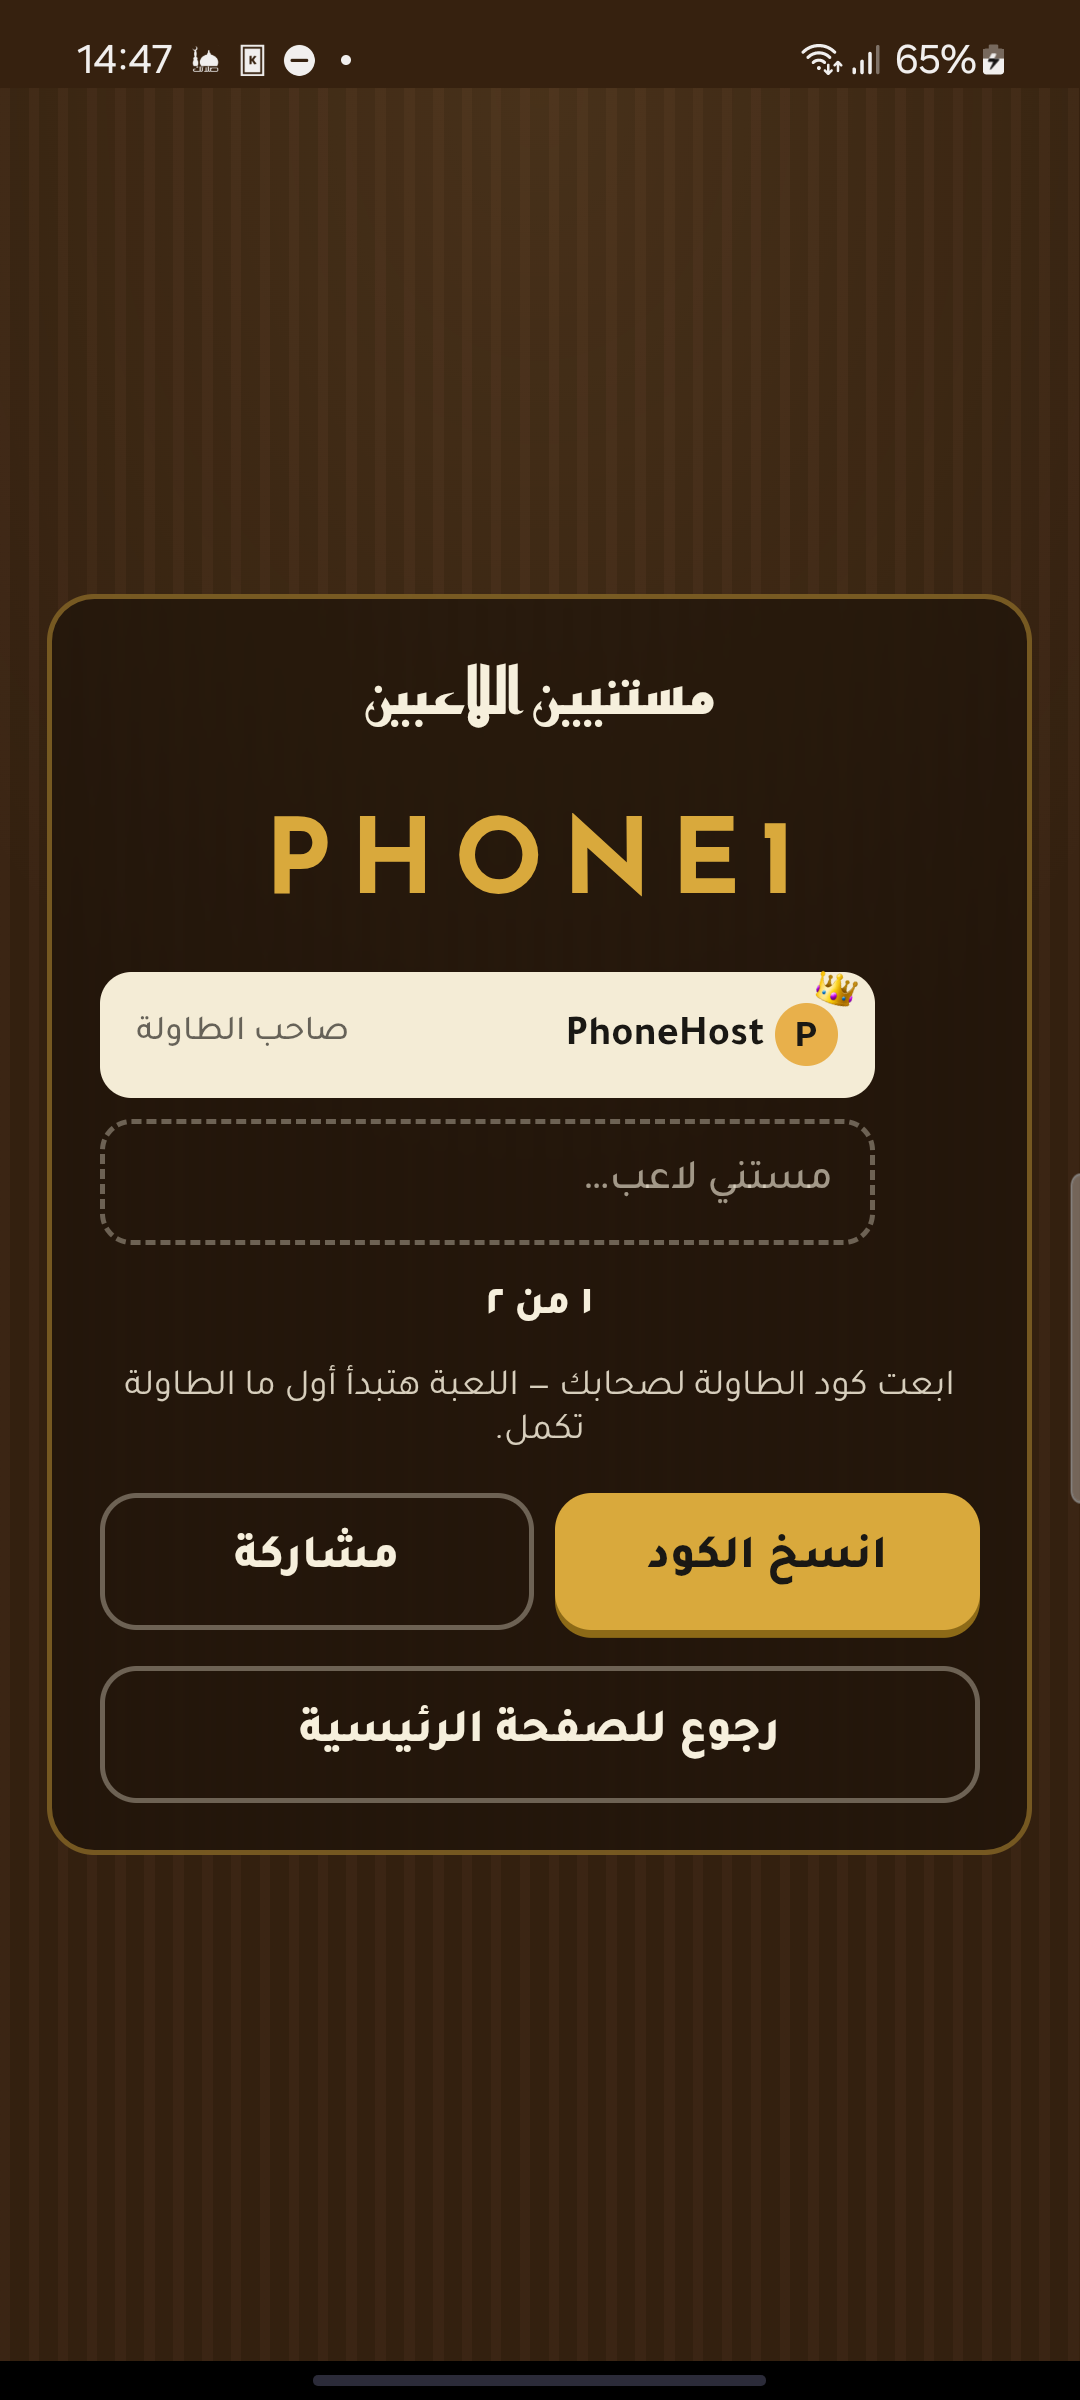 14:47
65%
K
مستنيين اللاعبين
PHONE1
P PhoneHost صاحب الطاولة
مستني لاعب...
١ من ٢
ابعت كود الطاولة لصحابك – اللعبة هتبدأ أول ما الطاولة
تكمل.
انسخ الكود
مشاركة
رجوع للصفحة الرئيسية